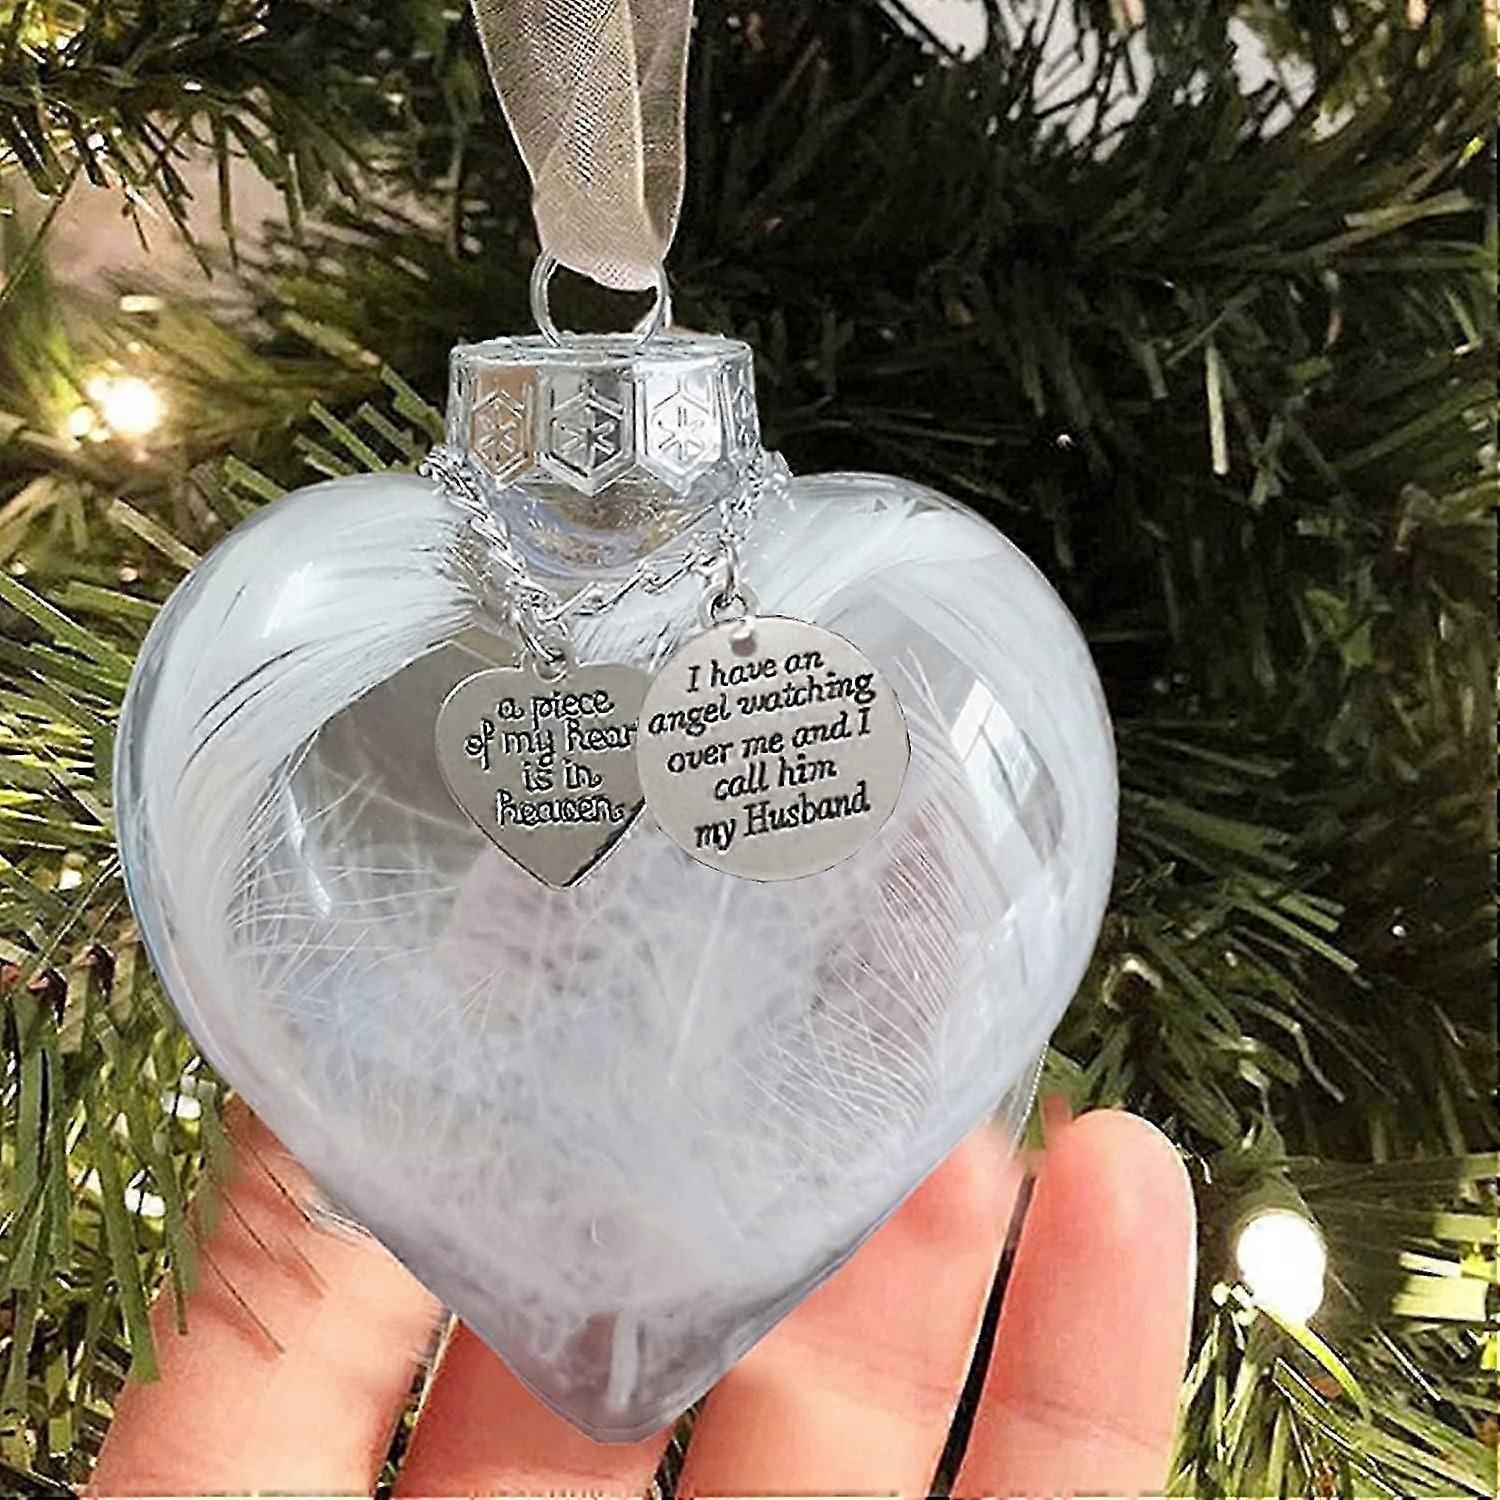 a piece
of my hear
is in
heaven
I have an
angel watching
over me and I
call him
my Husband